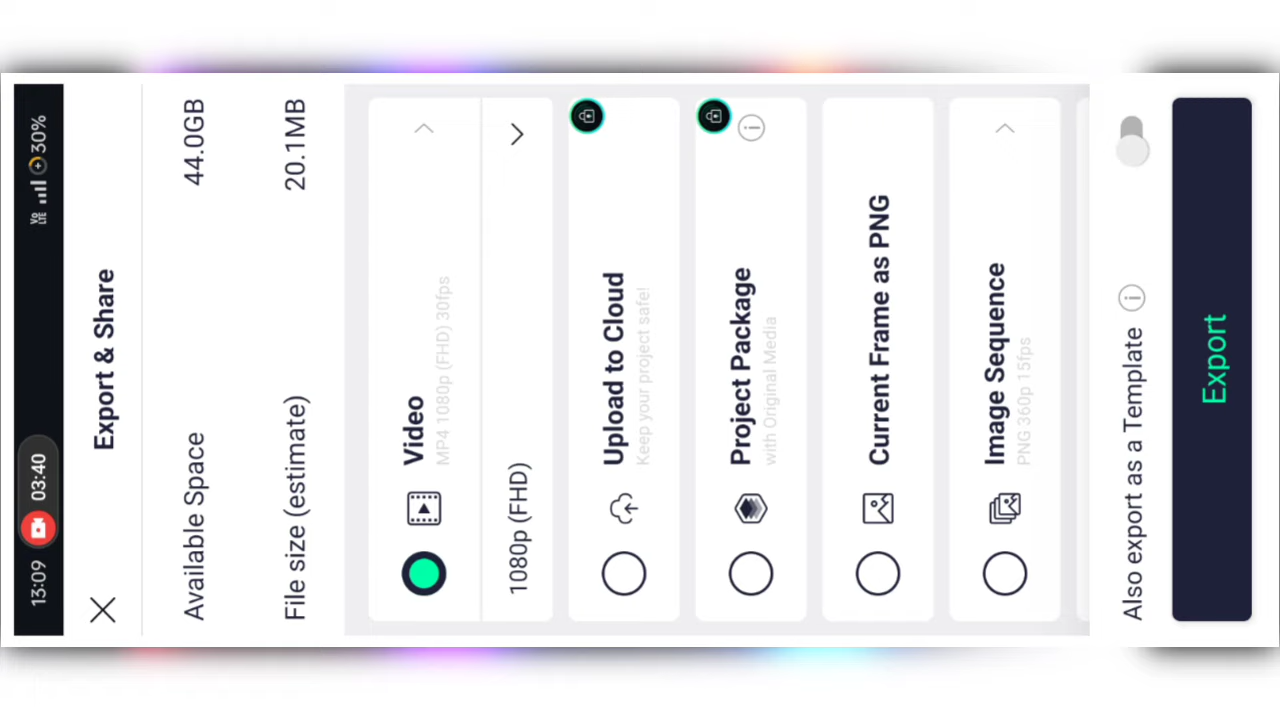 13:09 03:40 Vo LTE 30%
Export & Share
Available Space 44.0GB
File size (estimate) 20.1MB
Video
MP4 1080p (FHD) 30fps
1080p (FHD)
Upload to Cloud
Keep your project safe!
Project Package
with Original Media
Current Frame as PNG
Image Sequence
PNG 360p 15fps
Also export as a Template
Export